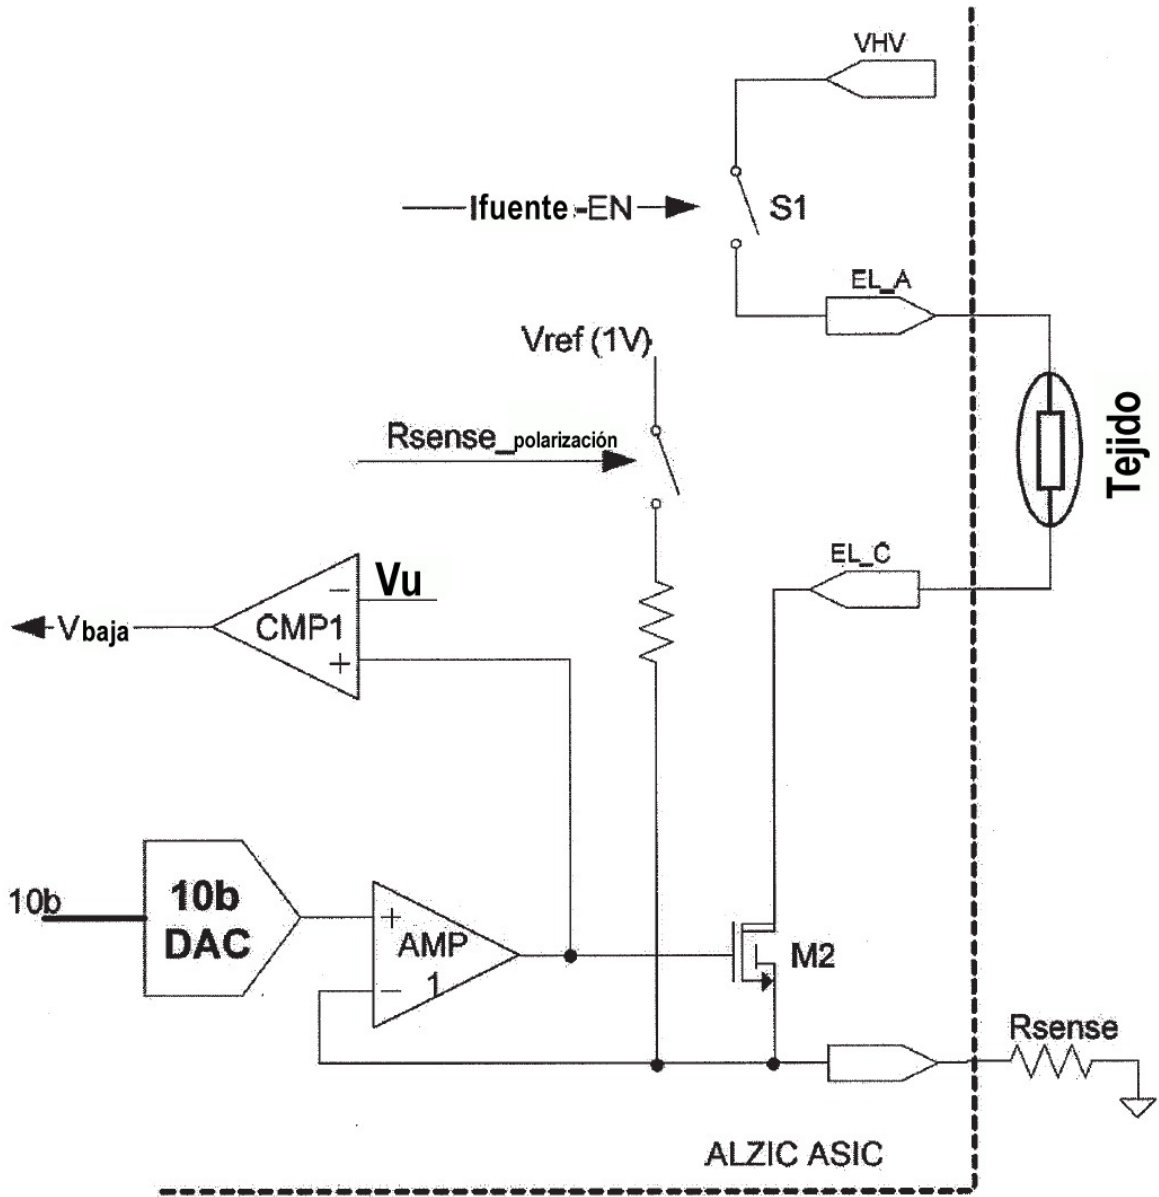 VHV
Ifuente -EN
S1
EL_A
Vref (1V)
Rsense_polarización
Tejido
EL_C
Vu
−
CMP1
+
Vbaja
10b
10b
DAC
+
AMP
1
−
M2
Rsense
ALZIC ASIC